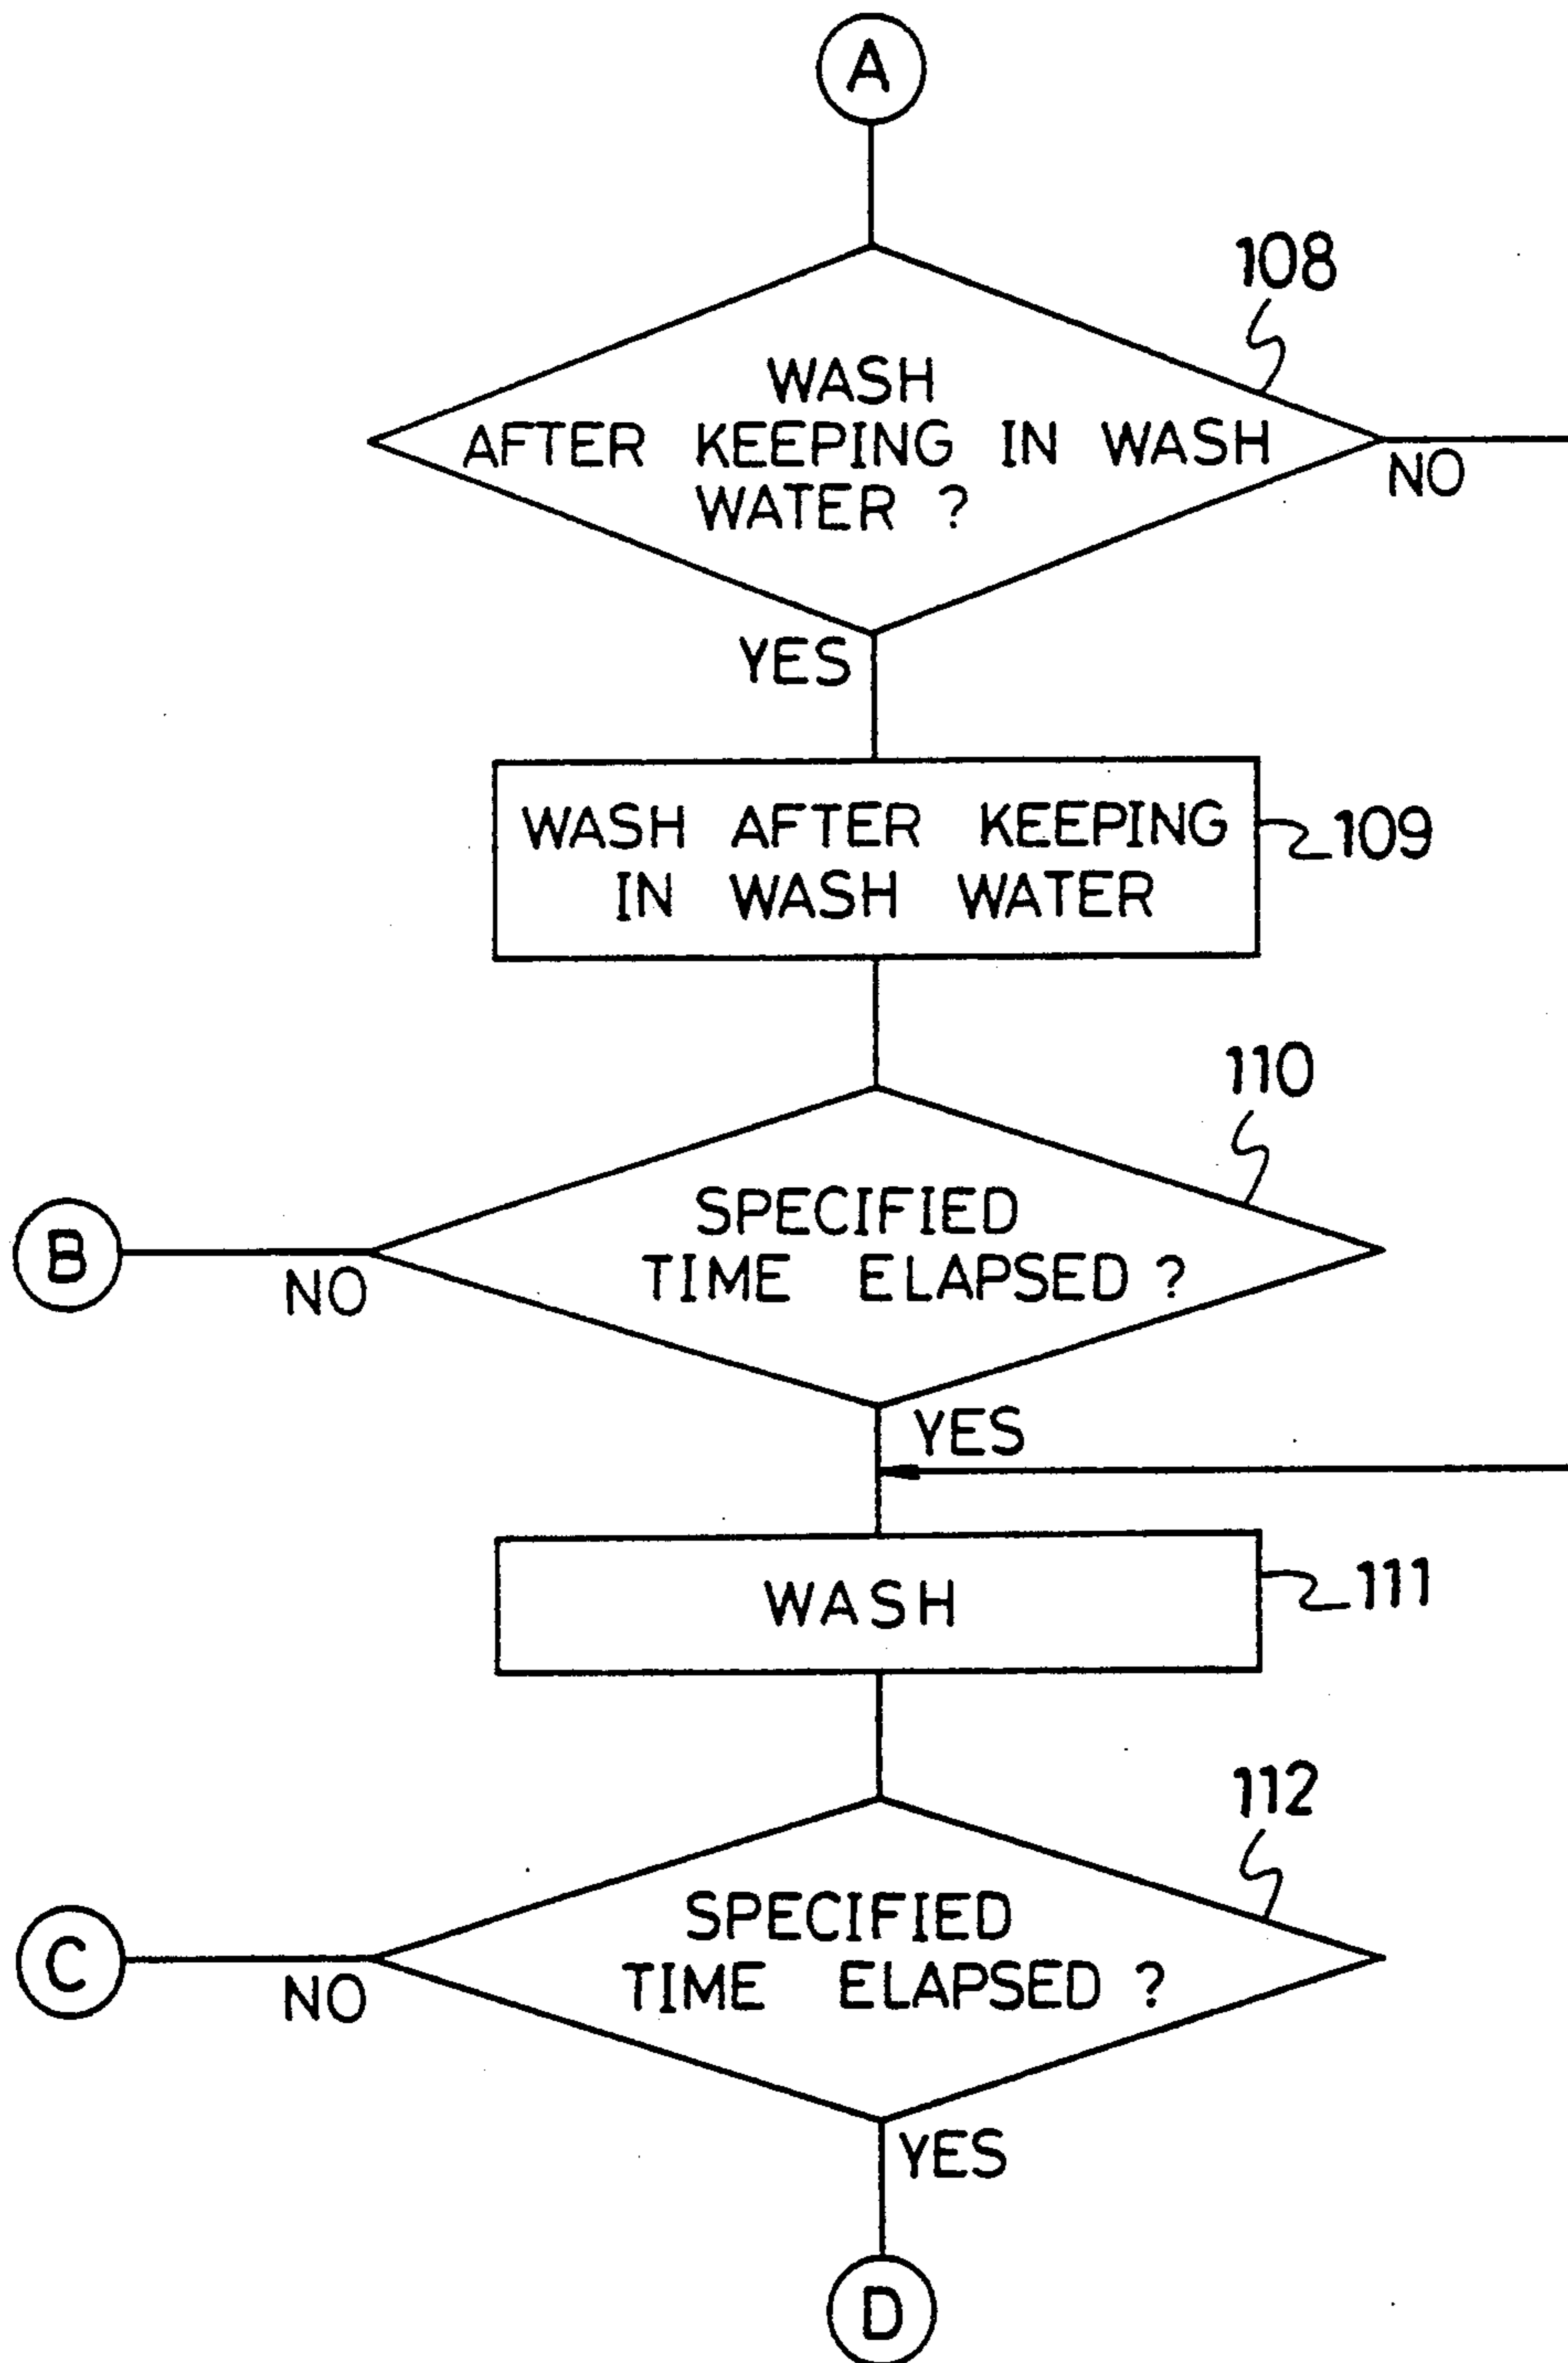 A
108
WASH
AFTER KEEPING IN WASH
WATER ?
NO
YES
WASH AFTER KEEPING
IN WASH WATER
109
110
SPECIFIED
TIME ELAPSED ?
B
NO
YES
WASH
111
112
SPECIFIED
TIME ELAPSED ?
C
NO
YES
D